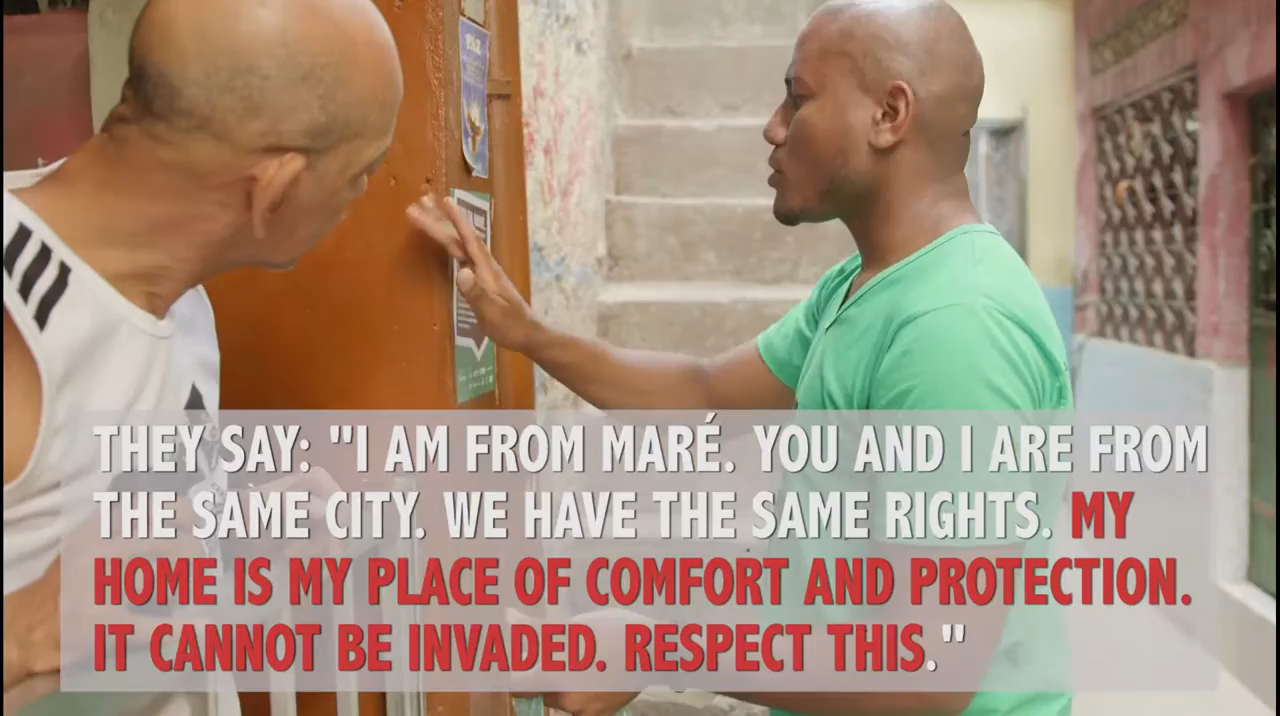 PAZ
THEY SAY: "I AM FROM MARÉ. YOU AND I ARE FROM
THE SAME CITY. WE HAVE THE SAME RIGHTS. MY
HOME IS MY PLACE OF COMFORT AND PROTECTION.
IT CANNOT BE INVADED. RESPECT THIS."